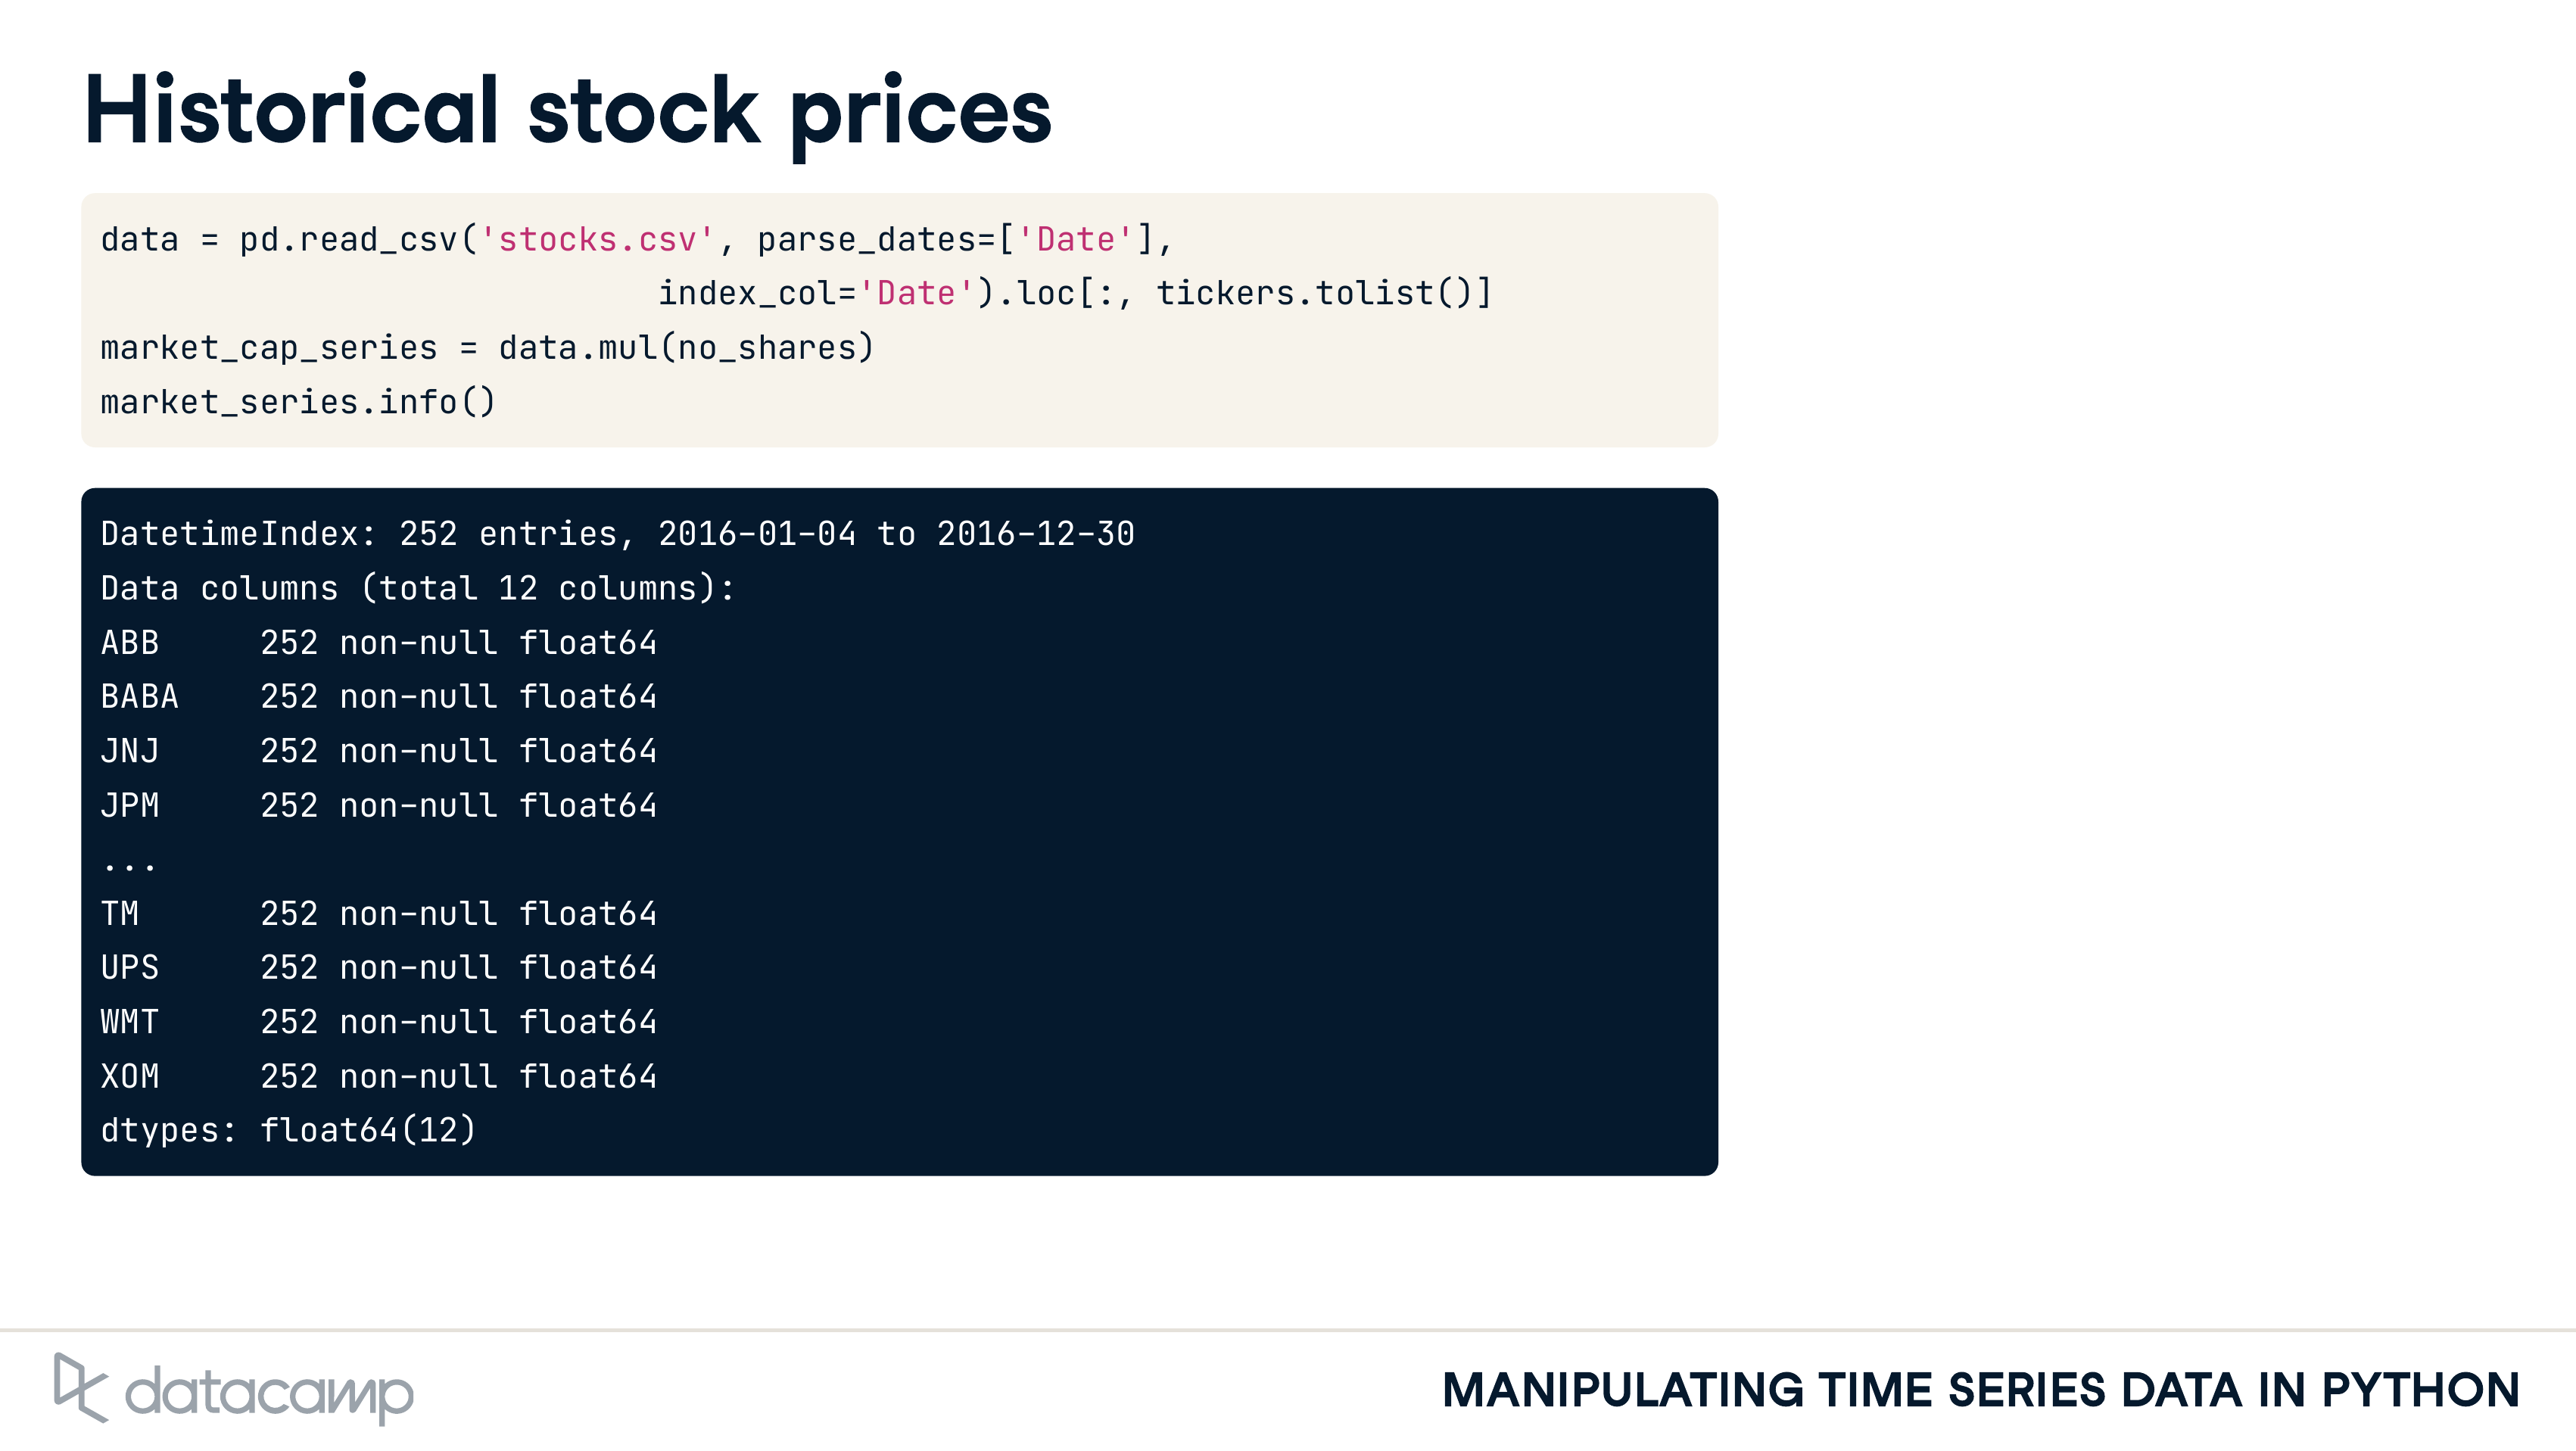 Historical stock prices
data = pd.read_csv('stocks.csv', parse_dates=['Date'],
                            index_col='Date').loc[:, tickers.tolist()]
market_cap_series = data.mul(no_shares)
market_series.info()
DatetimeIndex: 252 entries, 2016-01-04 to 2016-12-30
Data columns (total 12 columns):
ABB     252 non-null float64
BABA    252 non-null float64
JNJ     252 non-null float64
JPM     252 non-null float64
...
TM      252 non-null float64
UPS     252 non-null float64
WMT     252 non-null float64
XOM     252 non-null float64
dtypes: float64(12)
datacamp
MANIPULATING TIME SERIES DATA IN PYTHON